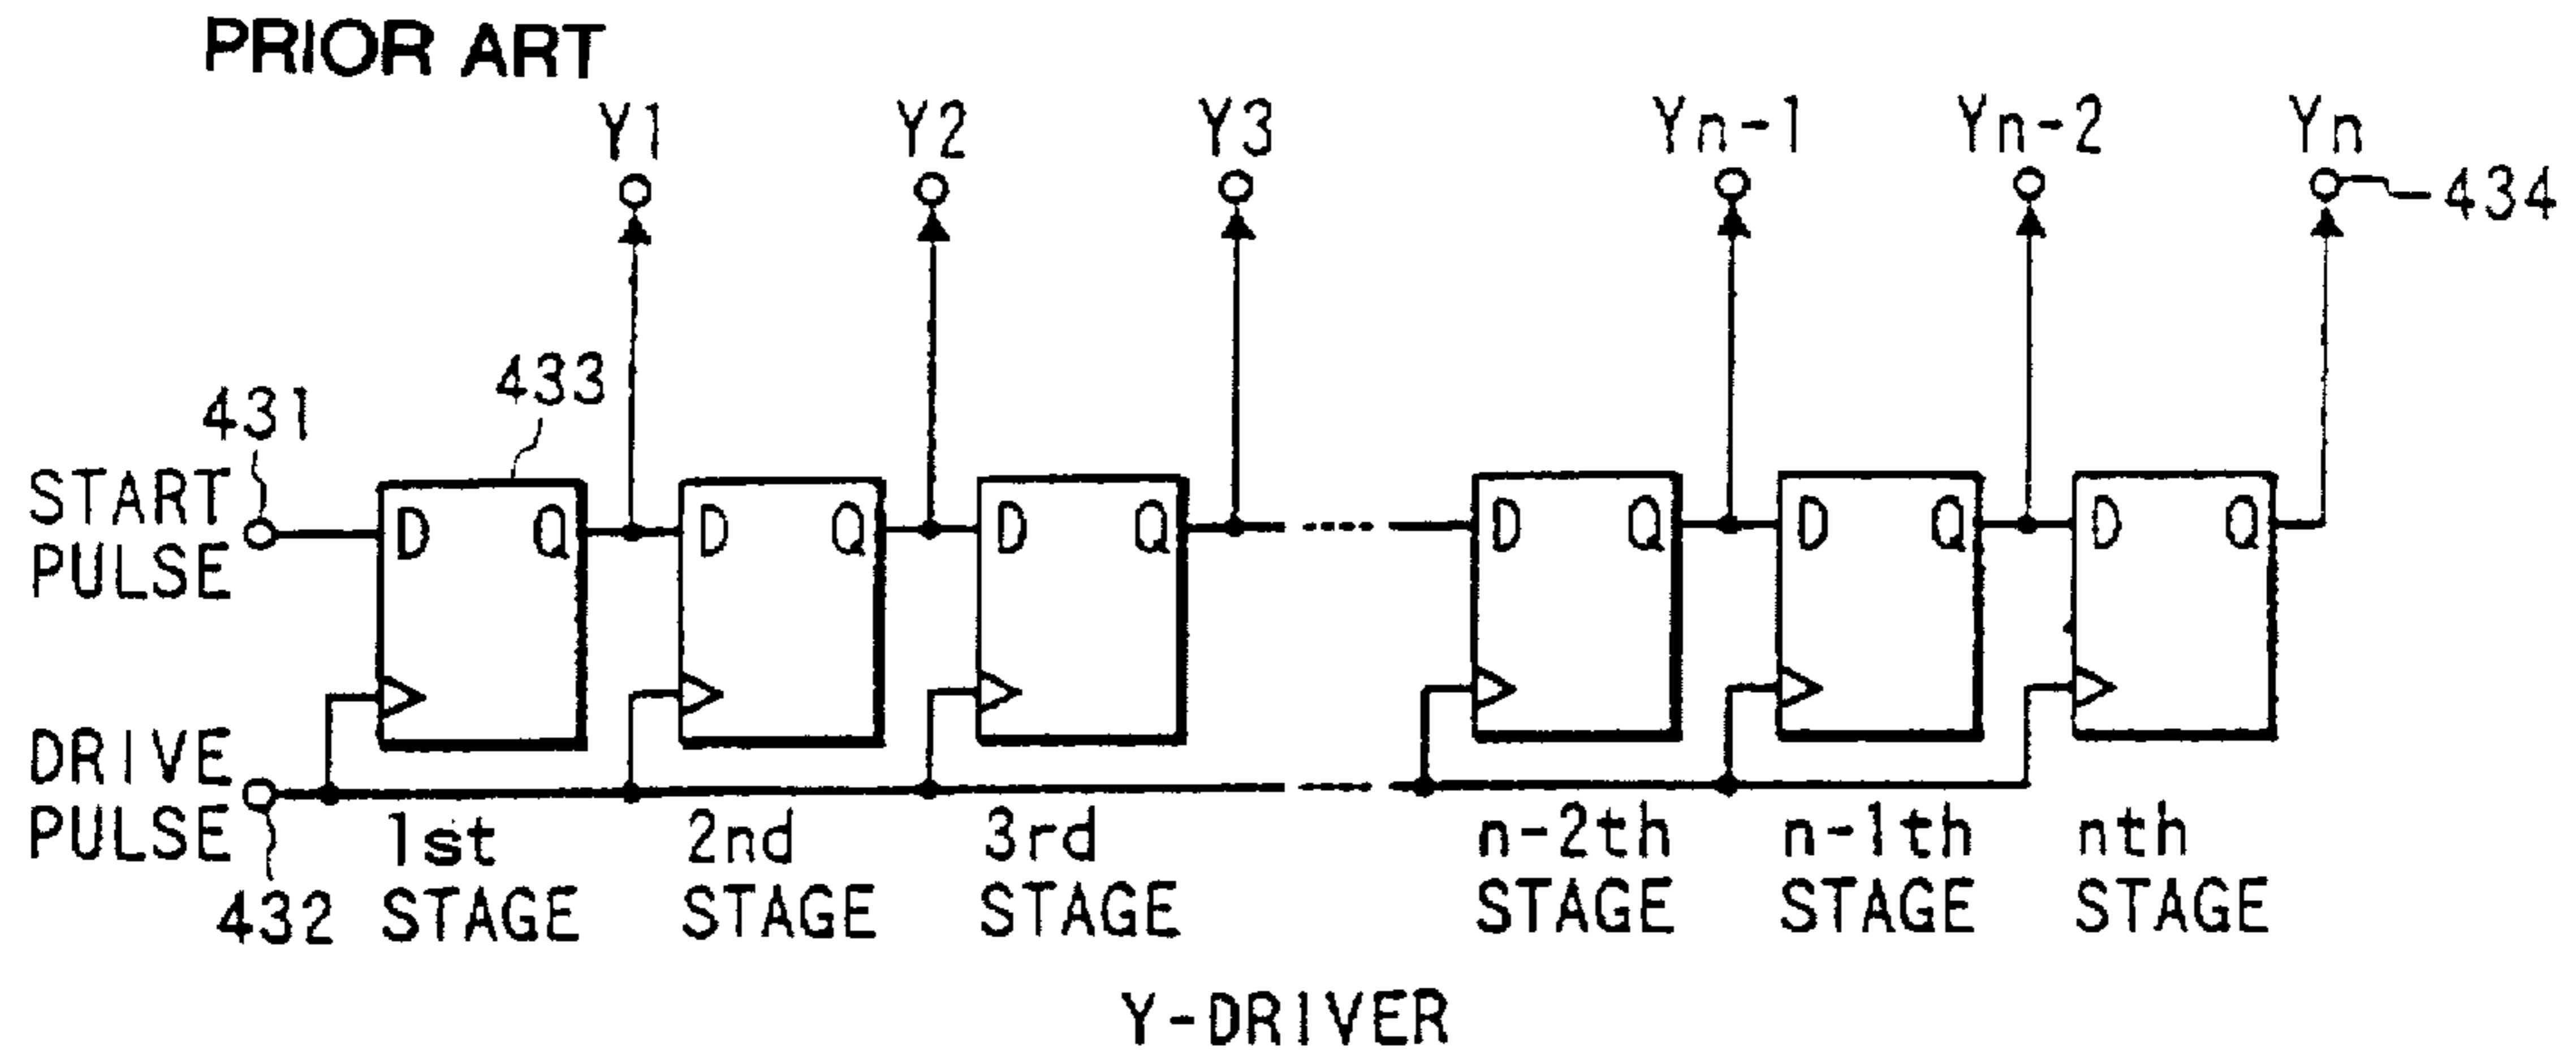 PRIOR ART
Y1 Y2 Y3 Yn-1 Yn-2 Yn
434
433
431
START
PULSE
D Q D Q D Q D Q D Q D Q
DRIVE
PULSE
432
1st
STAGE
2nd
STAGE
3rd
STAGE
n-2th
STAGE
n-1th
STAGE
nth
STAGE
Y-DRIVER